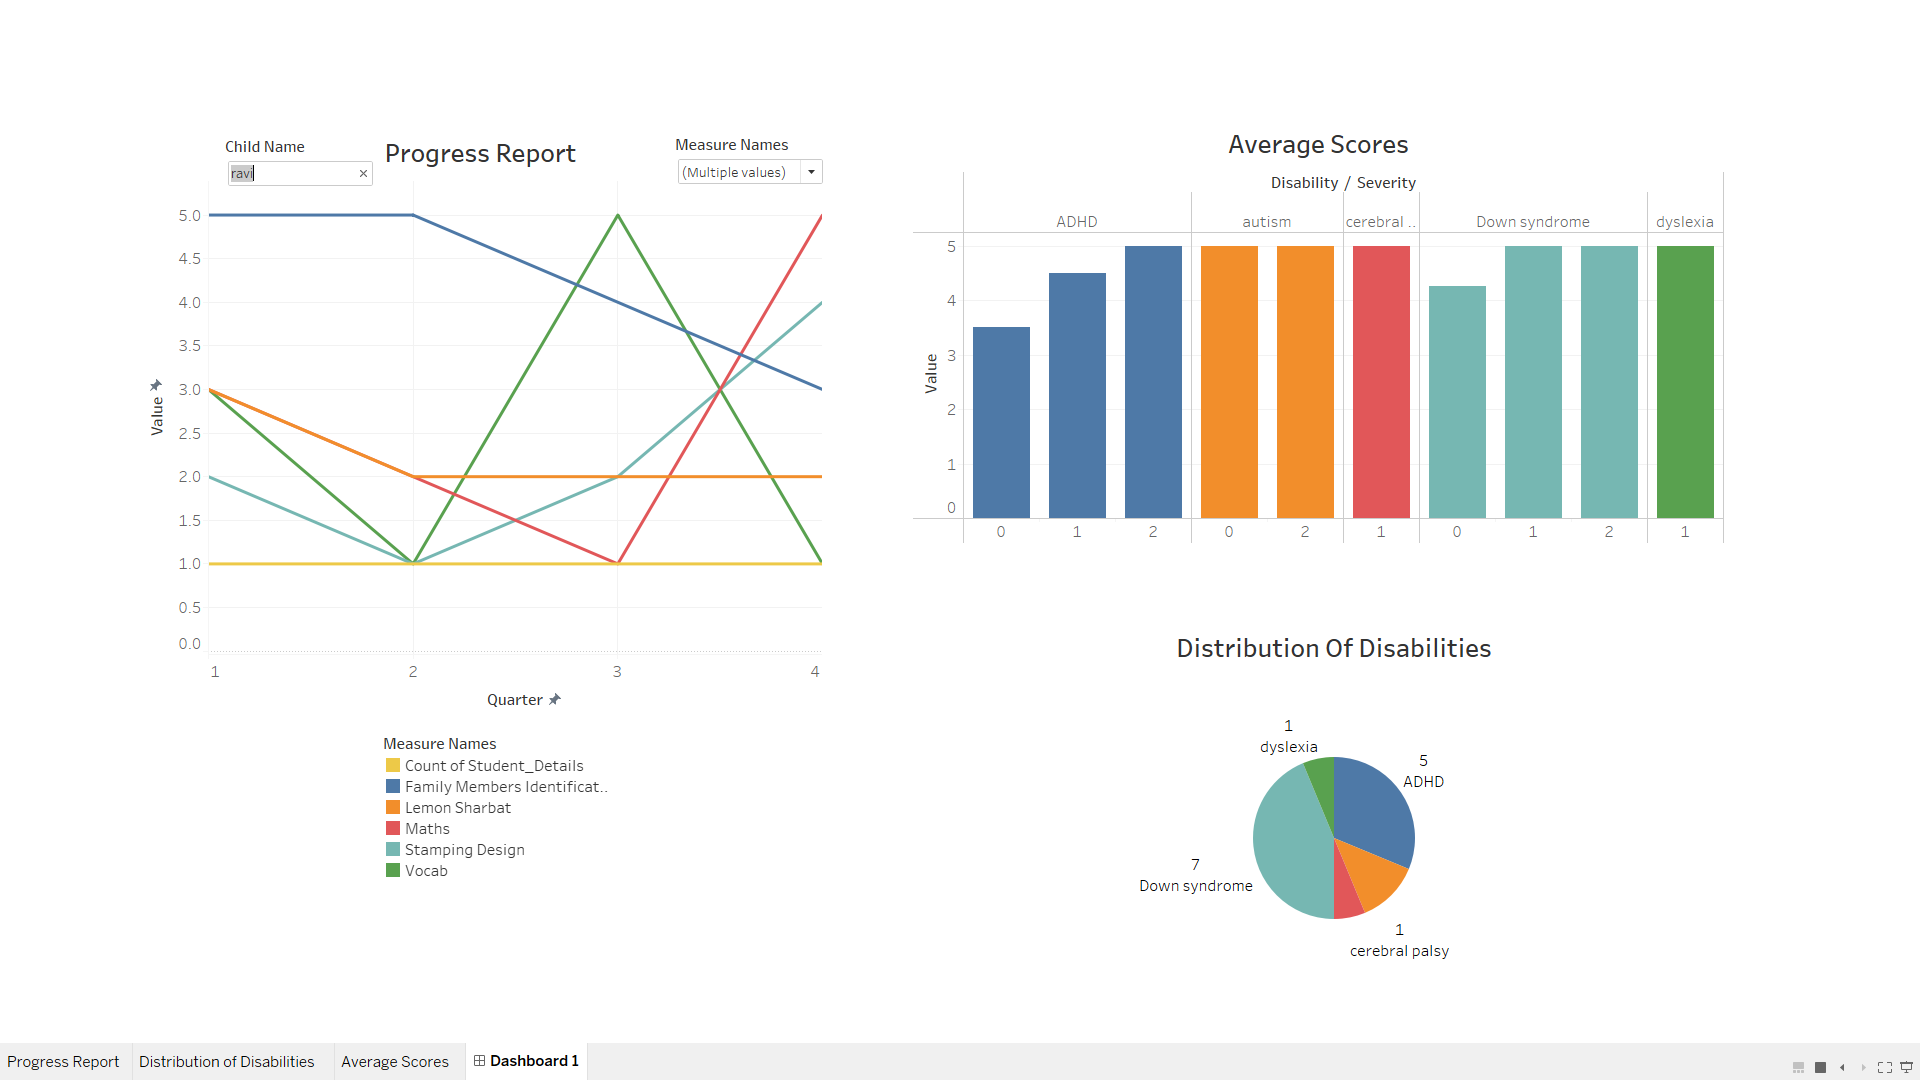 Child Name
ravi
Progress Report
Measure Names
(Multiple values)
5.0
4.5
4.0
3.5
3.0
2.5
2.0
1.5
1.0
0.5
0.0
Value
1 2 3 4
Quarter
Measure Names
Count of Student_Details
Family Members Identificat..
Lemon Sharbat
Maths
Stamping Design
Vocab
Average Scores
Disability / Severity
ADHD autism cerebral .. Down syndrome dyslexia
5
4
3
2
1
0
Value
0 1 2 0 2 1 0 1 2 1
Distribution Of Disabilities
1
dyslexia
5
ADHD
7
Down syndrome
1
cerebral palsy
Progress Report Distribution of Disabilities Average Scores Dashboard 1